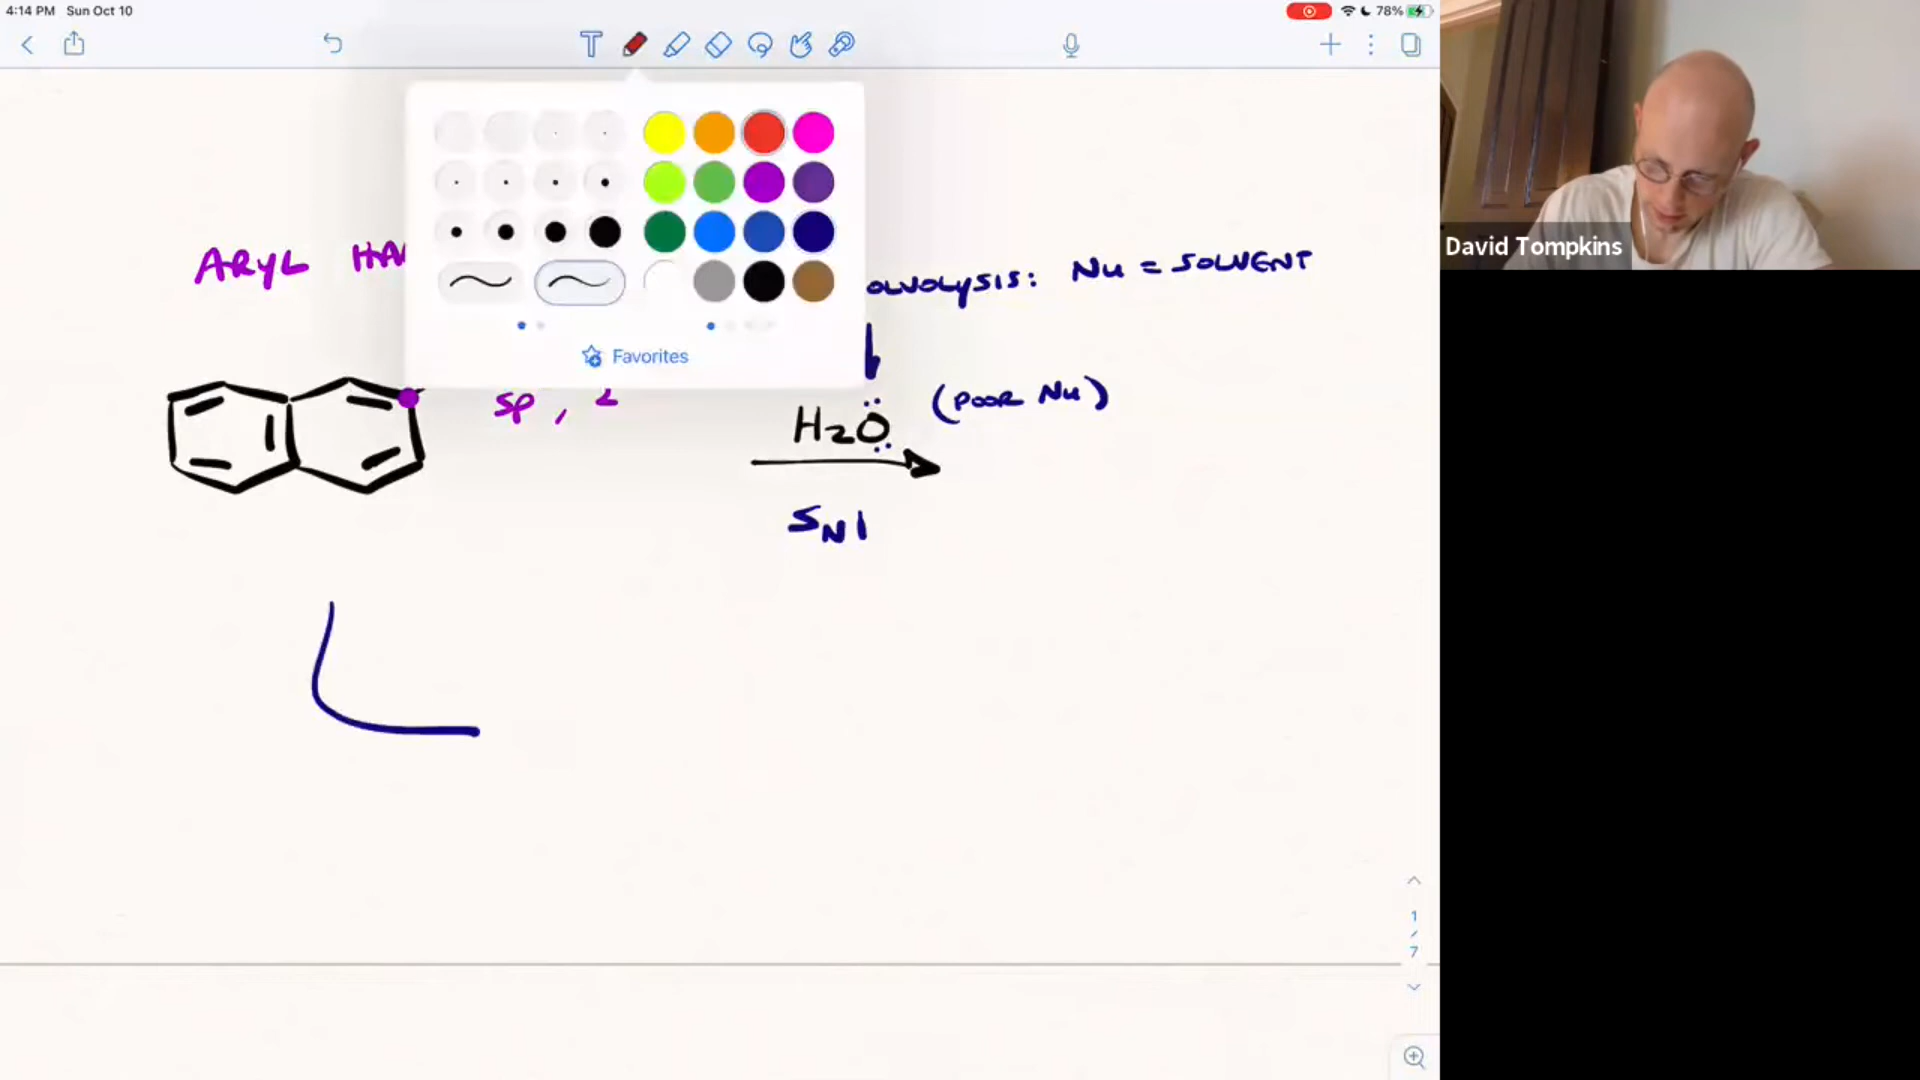 4:14 PM Sun Oct 10
78%
T
Favorites
David Tompkins
ARYL HA
OLVOLYSIS: Nu = SOLVENT
SP, 2
H2O
(POOR Nu)
SN1
1
/
7